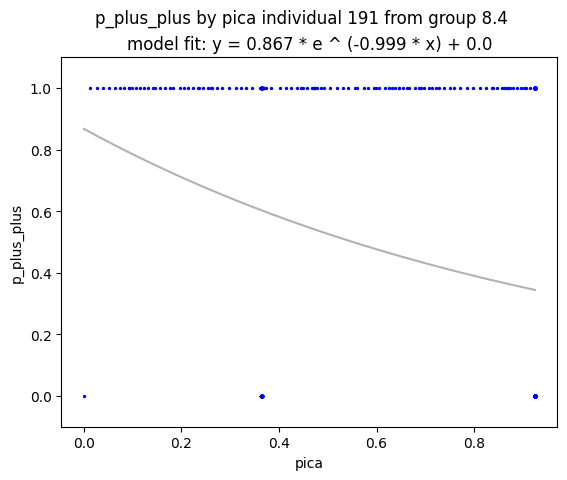 p_plus_plus by pica individual 191 from group 8.4
model fit: y = 0.867 * e ^ (-0.999 * x) + 0.0
1.0
0.8
0.6
0.4
0.2
0.0
p_plus_plus
0.0 0.2 0.4 0.6 0.8
pica